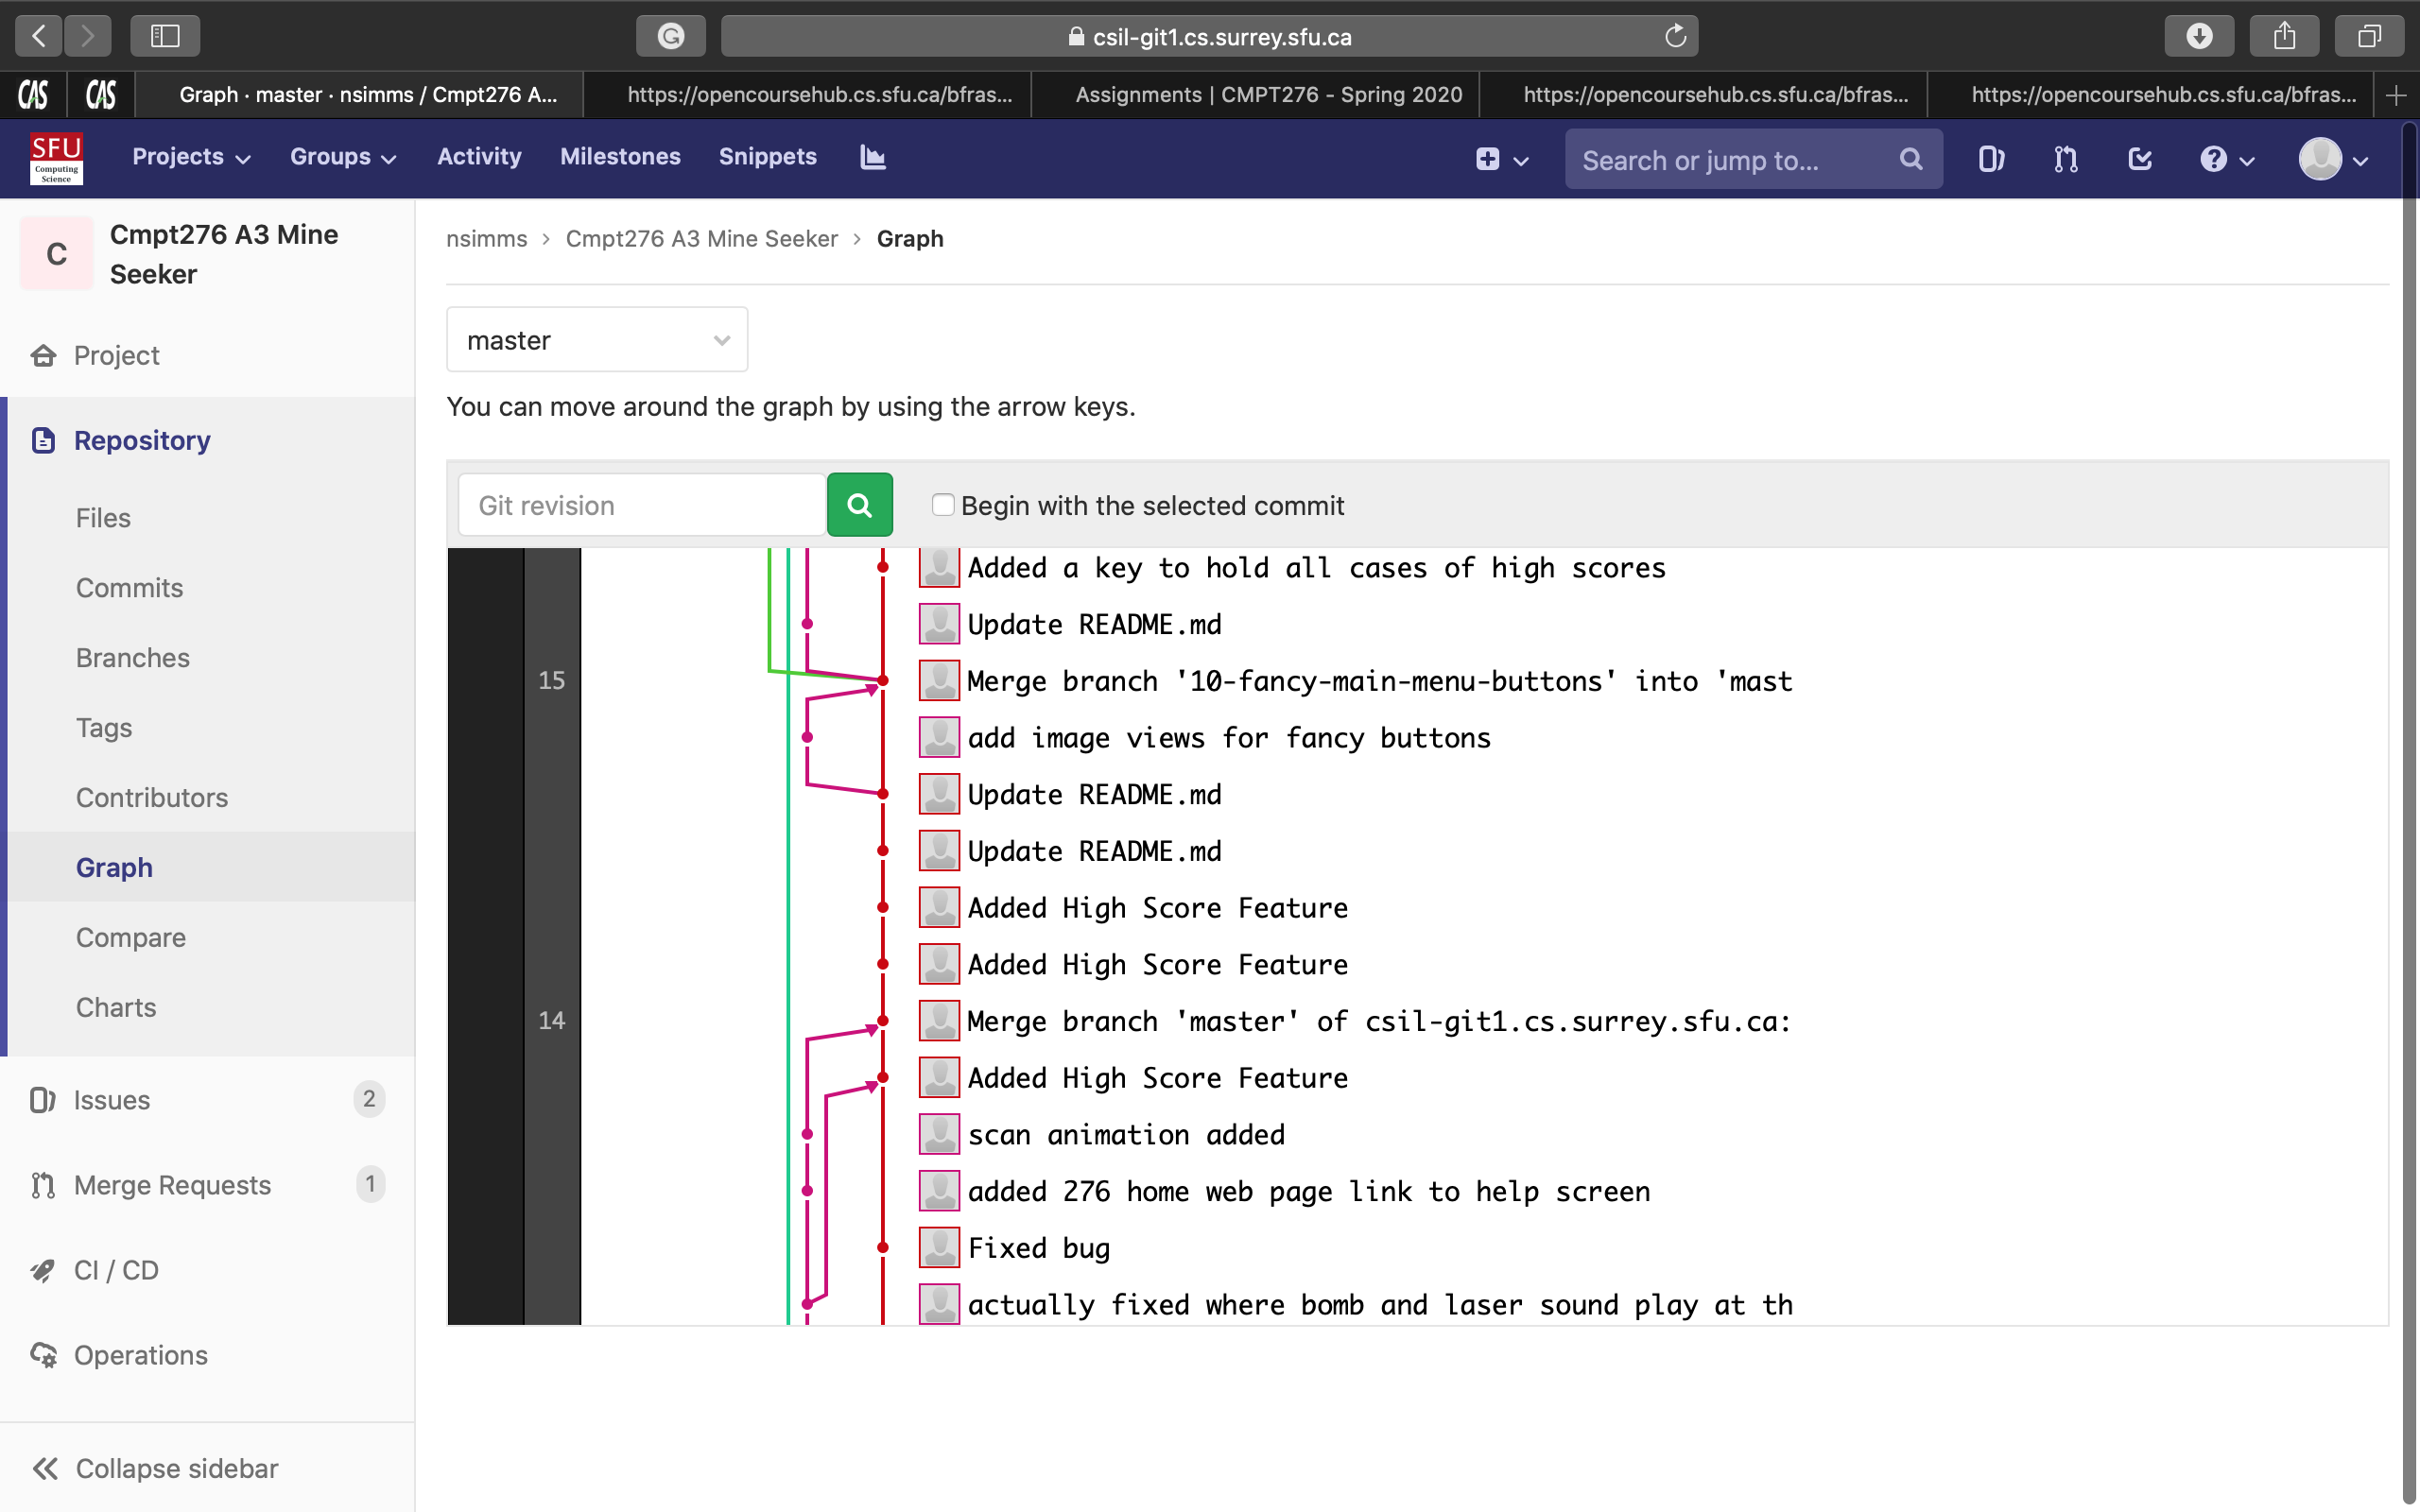 csil-git1.cs.surrey.sfu.ca
CAS
CAS
Graph · master · nsimms / Cmpt276 A...
https://opencoursehub.cs.sfu.ca/bfras...
Assignments | CMPT276 - Spring 2020
https://opencoursehub.cs.sfu.ca/bfras...
https://opencoursehub.cs.sfu.ca/bfras...
SFU
Computing
Science
Projects
Groups
Activity
Milestones
Snippets
Search or jump to...
C
Cmpt276 A3 Mine
Seeker
Project
Repository
Files
Commits
Branches
Tags
Contributors
Graph
Compare
Charts
Issues
2
Merge Requests
1
CI / CD
Operations
Collapse sidebar
nsimms > Cmpt276 A3 Mine Seeker > Graph
master
You can move around the graph by using the arrow keys.
Git revision
Begin with the selected commit
Added a key to hold all cases of high scores
Update README.md
15
Merge branch '10-fancy-main-menu-buttons' into 'mast
add image views for fancy buttons
Update README.md
Update README.md
Added High Score Feature
Added High Score Feature
14
Merge branch 'master' of csil-git1.cs.surrey.sfu.ca:
Added High Score Feature
scan animation added
added 276 home web page link to help screen
Fixed bug
actually fixed where bomb and laser sound play at th